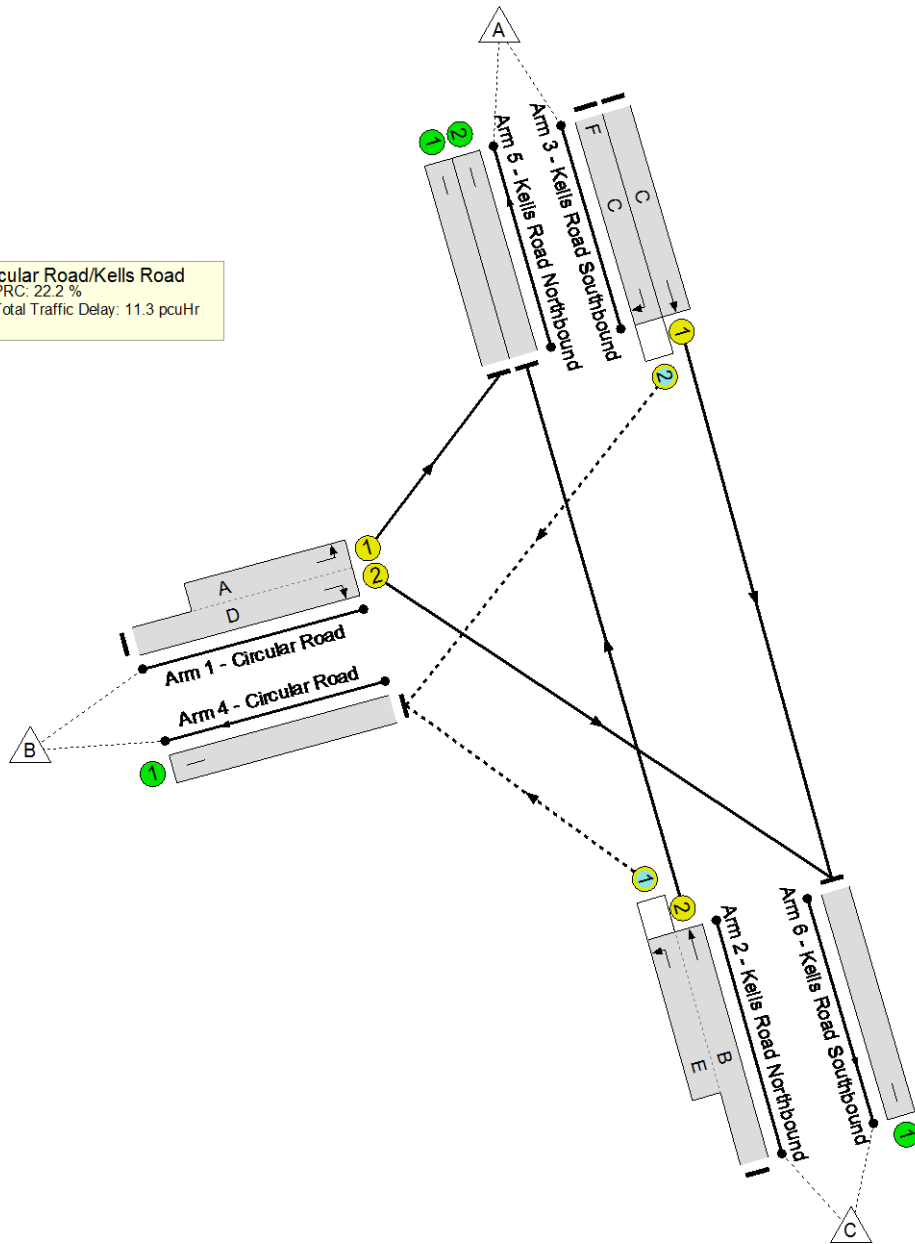 A
1
2
Arm 5 - Kells Road Northbound
Arm 3 - Kells Road Southbound
F
C
C
1
2
cular Road/Kells Road
PRC: 22.2 %
Total Traffic Delay: 11.3 pcuHr
1
2
A
D
Arm 1 - Circular Road
Arm 4 - Circular Road
B
1
1
2
Arm 2 - Kells Road Northbound
B
E
Arm 6 - Kells Road Southbound
1
C